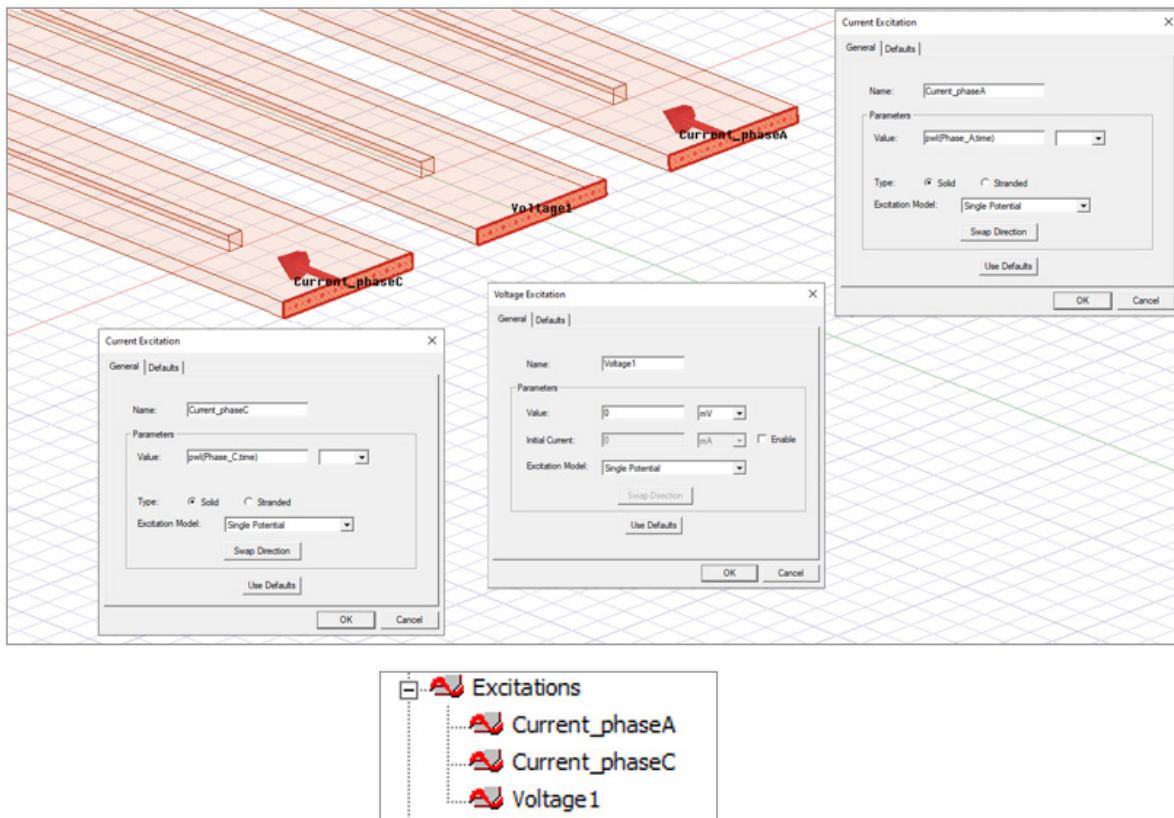 Current Excitation
General Defaults
Name: Current_phaseA
Parameters
Value: pwl(Phase_A,time)
Type: Solid Stranded
Excitation Model: Single Potential
Swap Direction
Use Defaults
OK Cancel
Current_phaseA
Voltage1
Current_phaseC
Voltage Excitation
General Defaults
Name: Voltage1
Parameters
Value: 0 mV
Initial Current: 0 mA Enable
Excitation Model: Single Potential
Swap Direction
Use Defaults
OK Cancel
Current Excitation
General Defaults
Name: Current_phaseC
Parameters
Value: pwl(Phase_C,time)
Type: Solid Stranded
Excitation Model: Single Potential
Swap Direction
Use Defaults
OK Cancel
Excitations
Current_phaseA
Current_phaseC
Voltage1